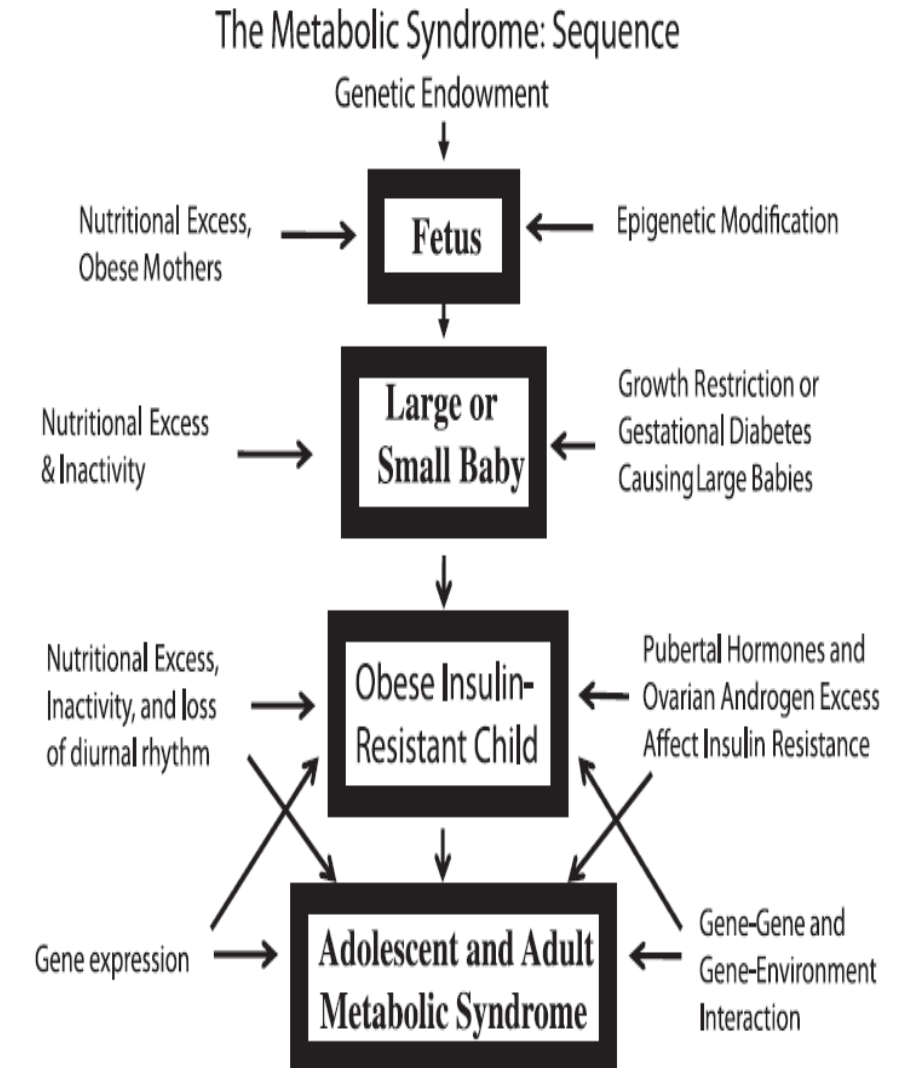 The Metabolic Syndrome: Sequence
Genetic Endowment
Nutritional Excess,
Obese Mothers
Fetus
Epigenetic Modification
Nutritional Excess
& Inactivity
Large or
Small Baby
Growth Restriction or
Gestational Diabetes
Causing Large Babies
Nutritional Excess,
Inactivity, and loss
of diurnal rhythm
Obese Insulin-
Resistant Child
Pubertal Hormones and
Ovarian Androgen Excess
Affect Insulin Resistance
Gene expression
Adolescent and Adult
Metabolic Syndrome
Gene-Gene and
Gene-Environment
Interaction